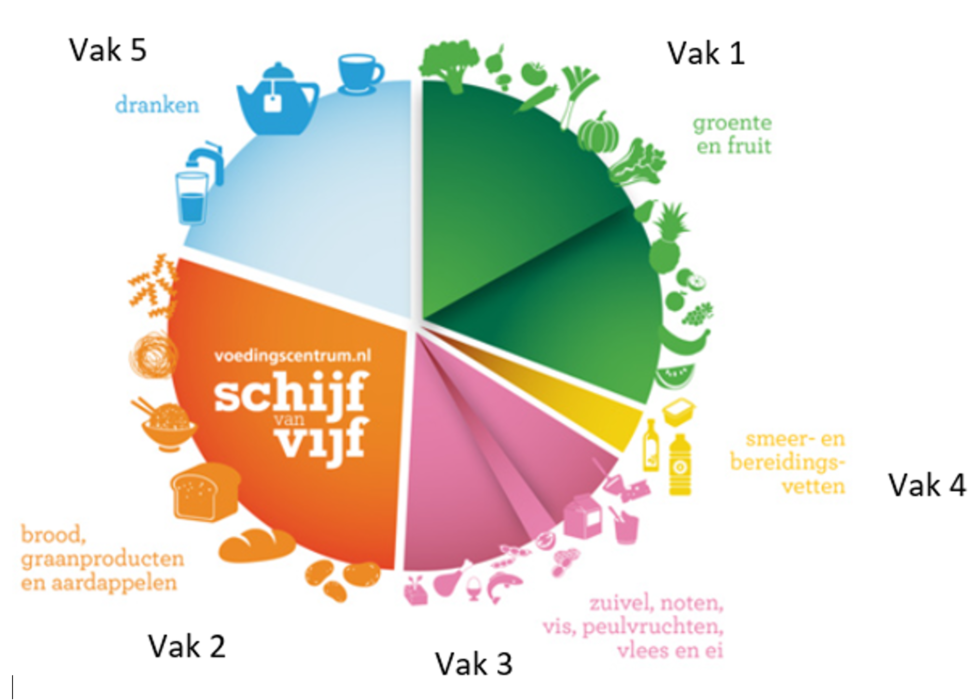 Vak 5
Vak 1
dranken
groente
en fruit
voedingscentrum.nl
schijf
van
vijf
smeer- en
bereidings-
vetten
Vak 4
brood,
graanproducten
en aardappelen
zuivel, noten,
vis, peulvruchten,
vlees en ei
Vak 2
Vak 3